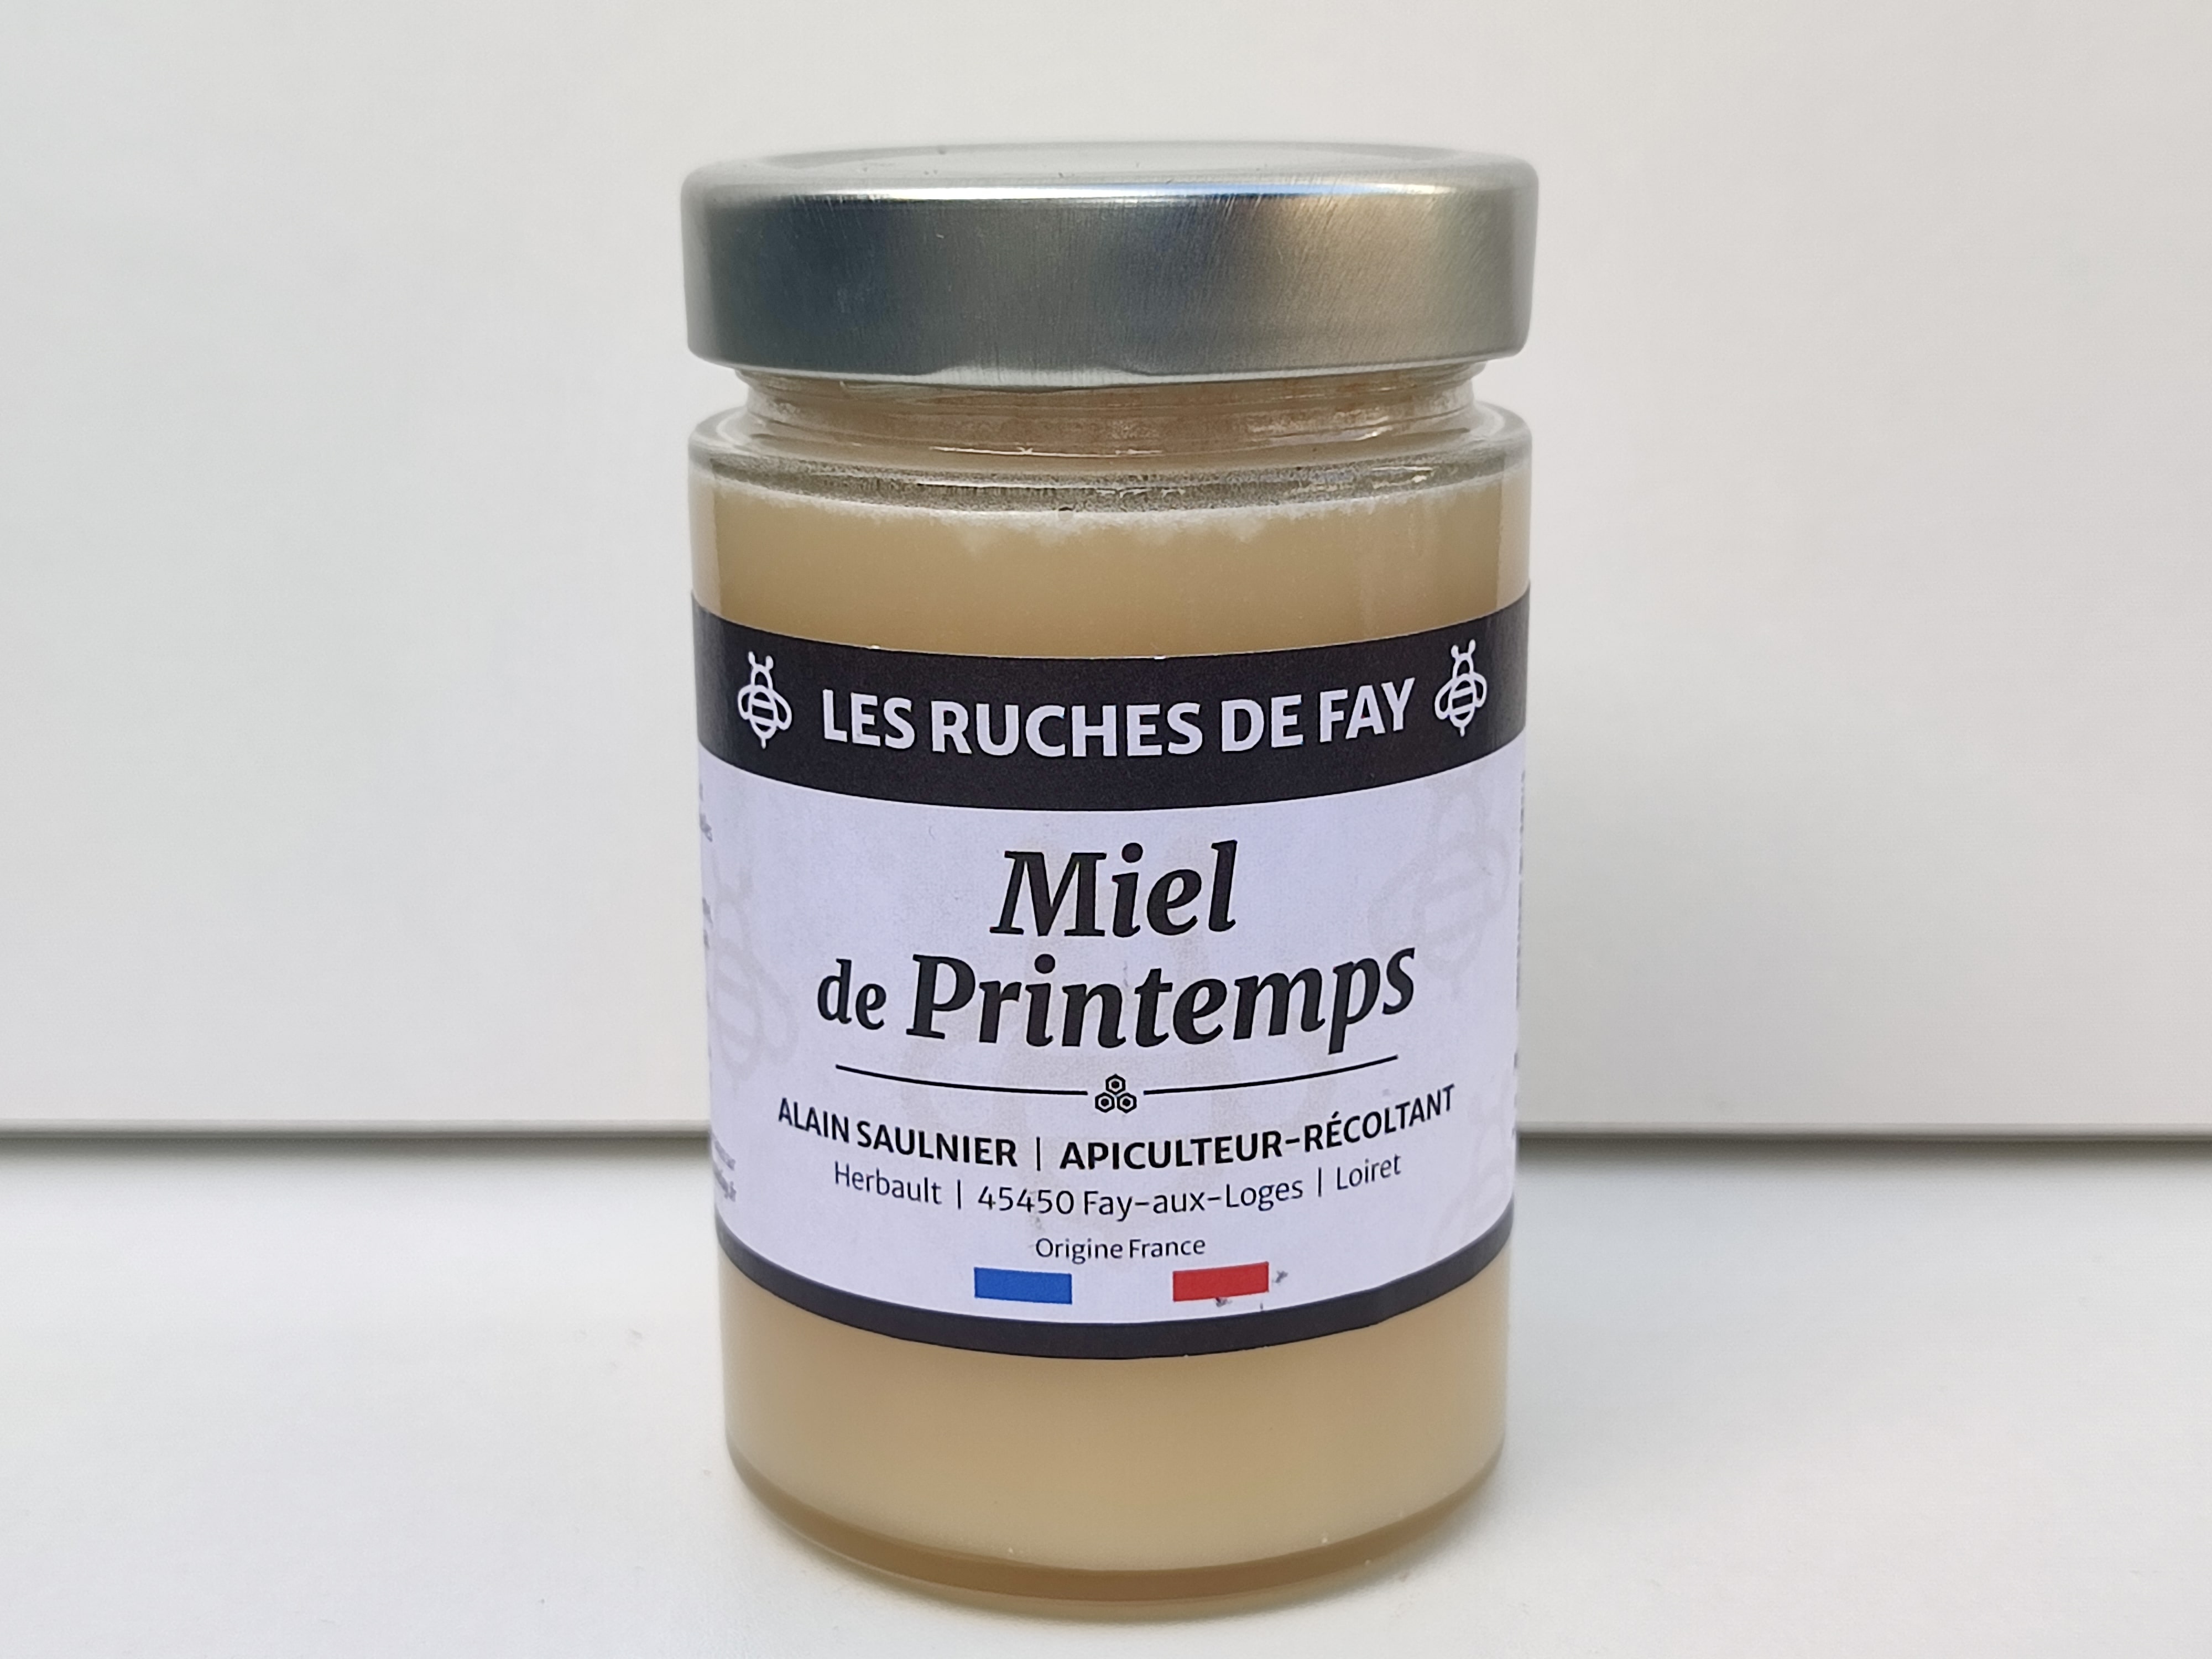 LES RUCHES DE FAY
Miel
de Printemps
ALAIN SAULNIER | APICULTEUR-RÉCOLTANT
Herbault | 45450 Fay-aux-Loges | Loiret
Origine France